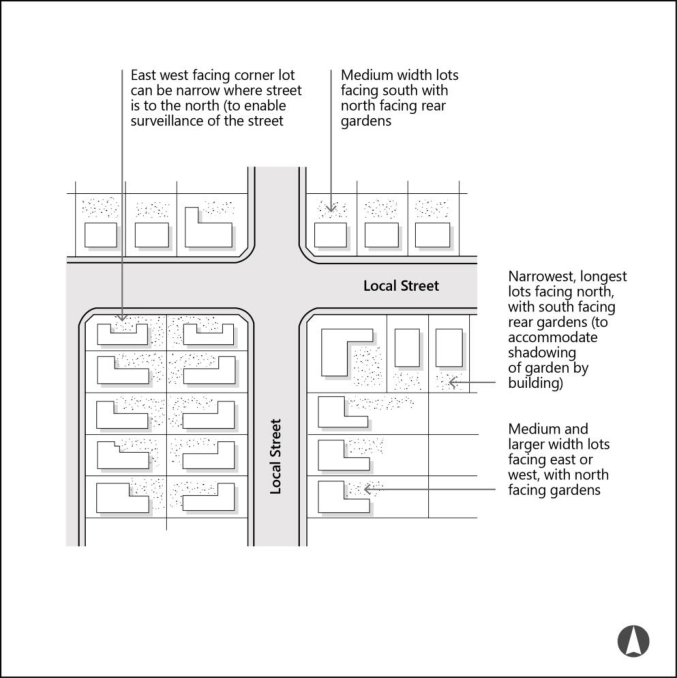 East west facing corner lot
can be narrow where street
is to the north (to enable
surveillance of the street
Medium width lots
facing south with
north facing rear
gardens
Local Street
Narrowest, longest
lots facing north,
with south facing
rear gardens (to
accommodate
shadowing
of garden by
building)
Local Street
Medium and
larger width lots
facing east or
west, with north
facing gardens